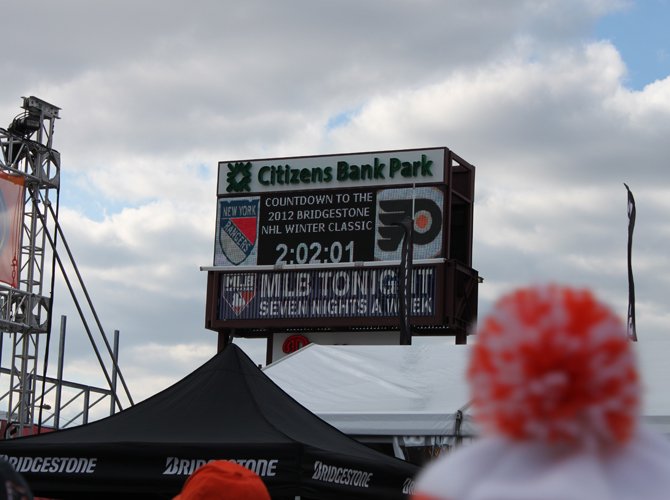 Citizens Bank Park
NEW YORK
RANGERS
COUNTDOWN TO THE
2012 BRIDGESTONE
NHL WINTER CLASSIC
2:02:01
MLB
MLB TONIGHT
SEVEN NIGHTS A WEEK
BRIDGESTONE
BRIDGESTONE
BRIDGESTONE